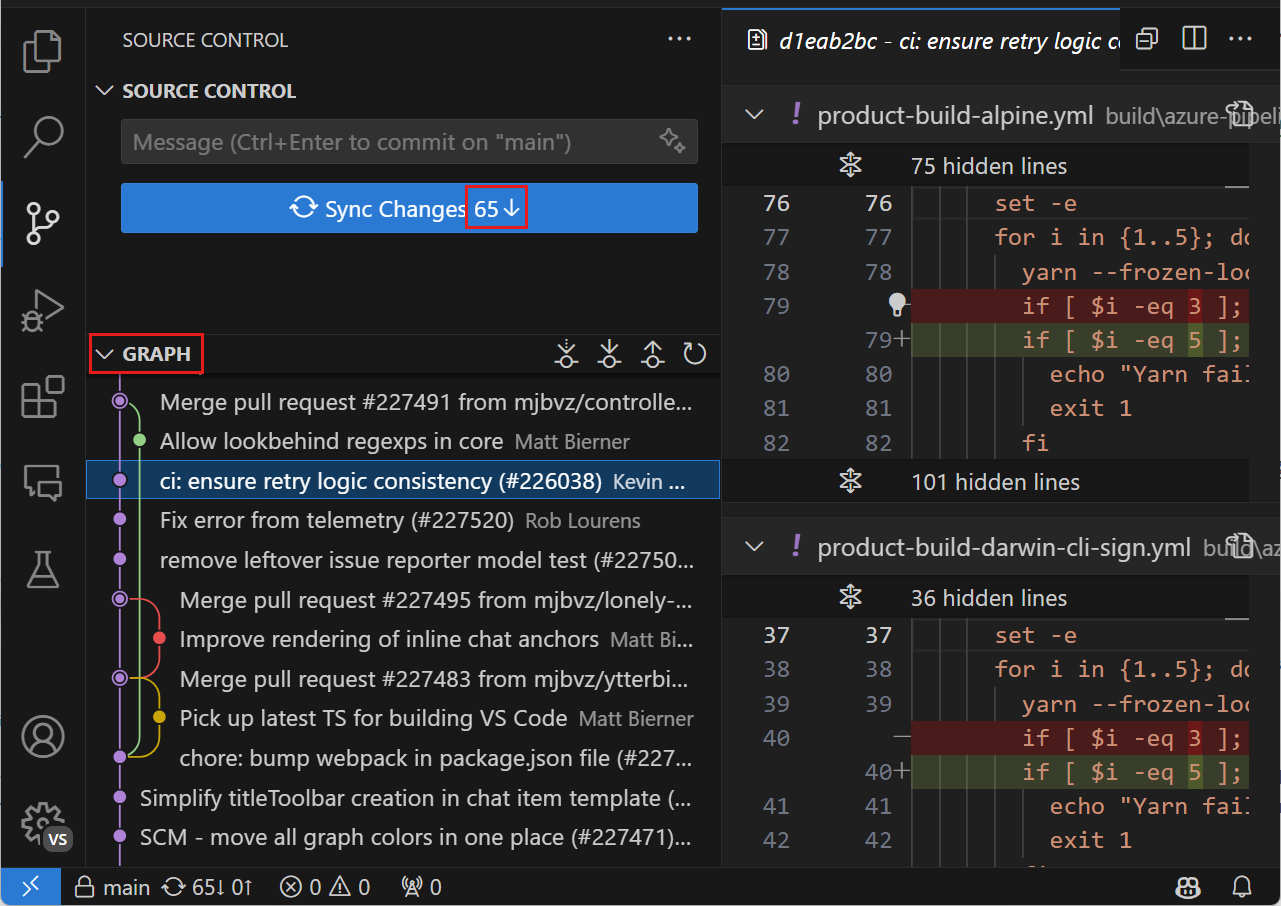 SOURCE CONTROL
SOURCE CONTROL
Message (Ctrl+Enter to commit on "main")
Sync Changes 65↓
GRAPH
Merge pull request #227491 from mjbvz/controlle...
Allow lookbehind regexps in core Matt Bierner
ci: ensure retry logic consistency (#226038) Kevin ...
Fix error from telemetry (#227520) Rob Lourens
remove leftover issue reporter model test (#22750...
Merge pull request #227495 from mjbvz/lonely-...
Improve rendering of inline chat anchors Matt Bi...
Merge pull request #227483 from mjbvz/ytterbi...
Pick up latest TS for building VS Code Matt Bierner
chore: bump webpack in package.json file (#227...
Simplify titleToolbar creation in chat item template (...
SCM - move all graph colors in one place (#227471)...
d1eab2bc - ci: ensure retry logic c
! product-build-alpine.yml build\azure-pipeli
75 hidden lines
76 76 set -e
77 77 for i in {1..5}; do
78 78 yarn --frozen-loc
79 if [ $i -eq 3 ];
79+ if [ $i -eq 5 ];
80 80 echo "Yarn fail
81 81 exit 1
82 82 fi
101 hidden lines
! product-build-darwin-cli-sign.yml build\az
36 hidden lines
37 37 set -e
38 38 for i in {1..5}; do
39 39 yarn --frozen-loc
40 — if [ $i -eq 3 ];
40+ if [ $i -eq 5 ];
41 41 echo "Yarn fail
42 42 exit 1
VS
main 65↓ 0↑ 0 0 0